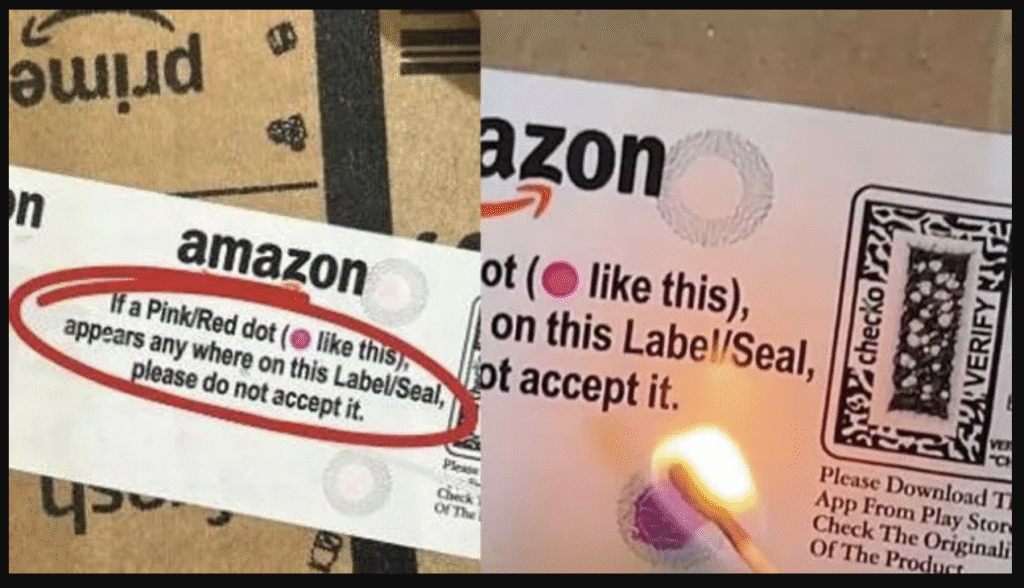 prime
on
amazon
If a Pink/Red dot ( like this),
appears any where on this Label/Seal,
please do not accept it.
Please
Check
Of The
azon
ot ( like this),
on this Label/Seal,
ot accept it.
checko
VERIFY
Please Download T
App From Play Store
Check The Originali
Of The Product